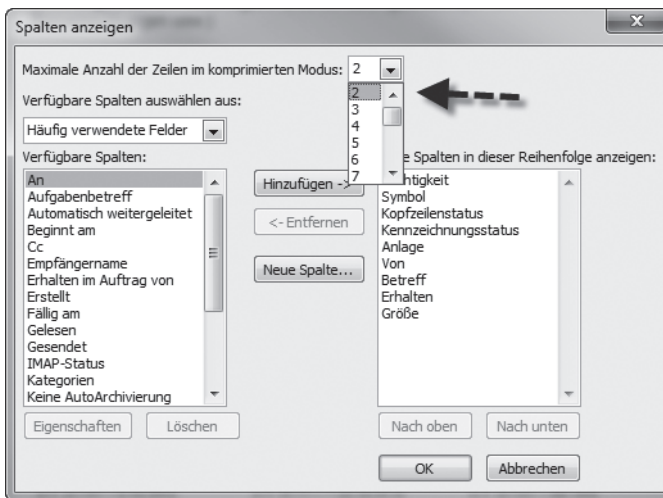 Spalten anzeigen
Maximale Anzahl der Zeilen im komprimierten Modus: 2
2
3
4
5
6
7
Verfügbare Spalten auswählen aus:
Häufig verwendete Felder
Verfügbare Spalten:
An
Aufgabenbetreff
Automatisch weitergeleitet
Beginnt am
Cc
Empfängername
Erhalten im Auftrag von
Erstellt
Fällig am
Gelesen
Gesendet
IMAP-Status
Kategorien
Keine AutoArchivierung
Eigenschaften
Löschen
Hinzufügen ->
<- Entfernen
Neue Spalte...
e Spalten in dieser Reihenfolge anzeigen:
htigkeit
Symbol
Kopfzeilenstatus
Kennzeichnungsstatus
Anlage
Von
Betreff
Erhalten
Größe
Nach oben
Nach unten
OK
Abbrechen